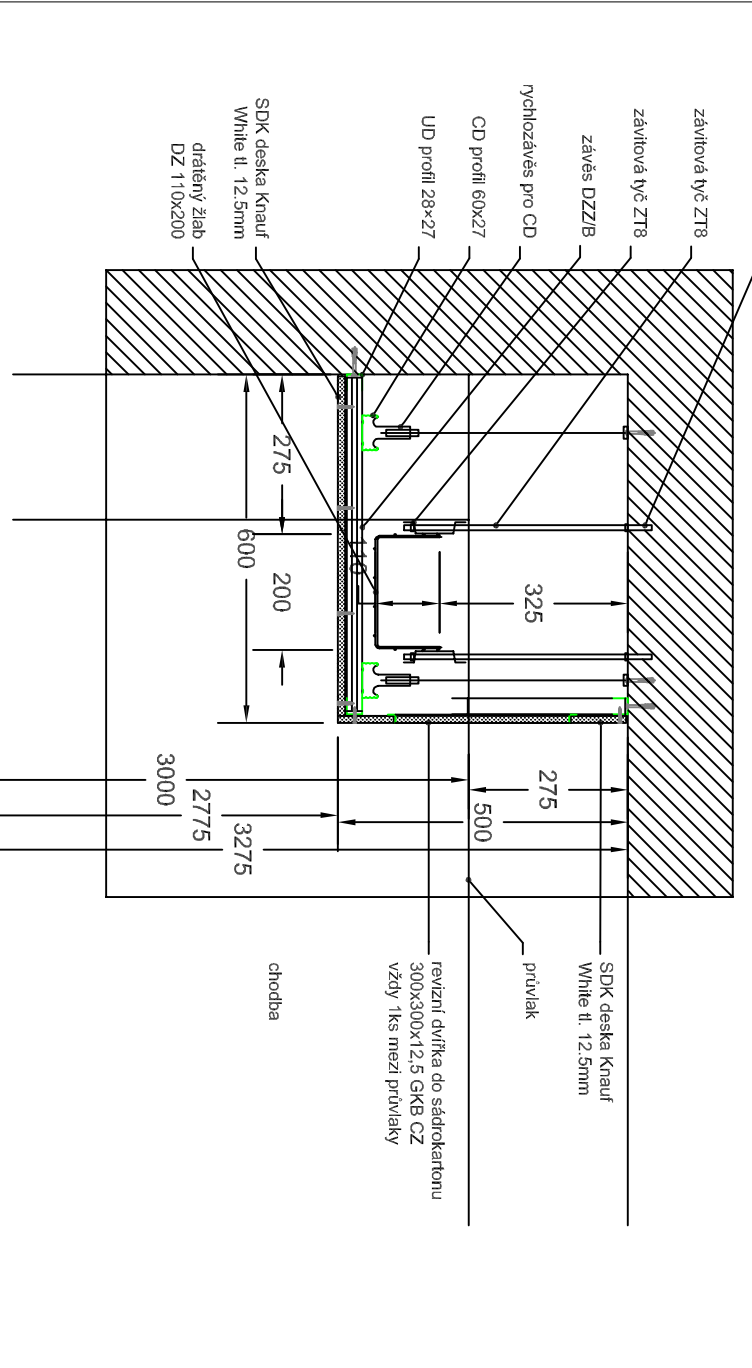 závitová tyč ZT8
závitová tyč ZT8
závěs DZZ/B
rychlozávěs pro CD
CD profil 60x27
UD profil 28×27
SDK deska Knauf
White tl. 12.5mm
drátěný žlab
DZ 110x200
275
600
200
110
325
275
500
3275
2775
3000
SDK deska Knauf
White tl. 12.5mm
průvlak
revizní dvířka do sádrokartonu
300x300x12,5 GKB CZ
vždy 1ks mezi průvlaky
chodba